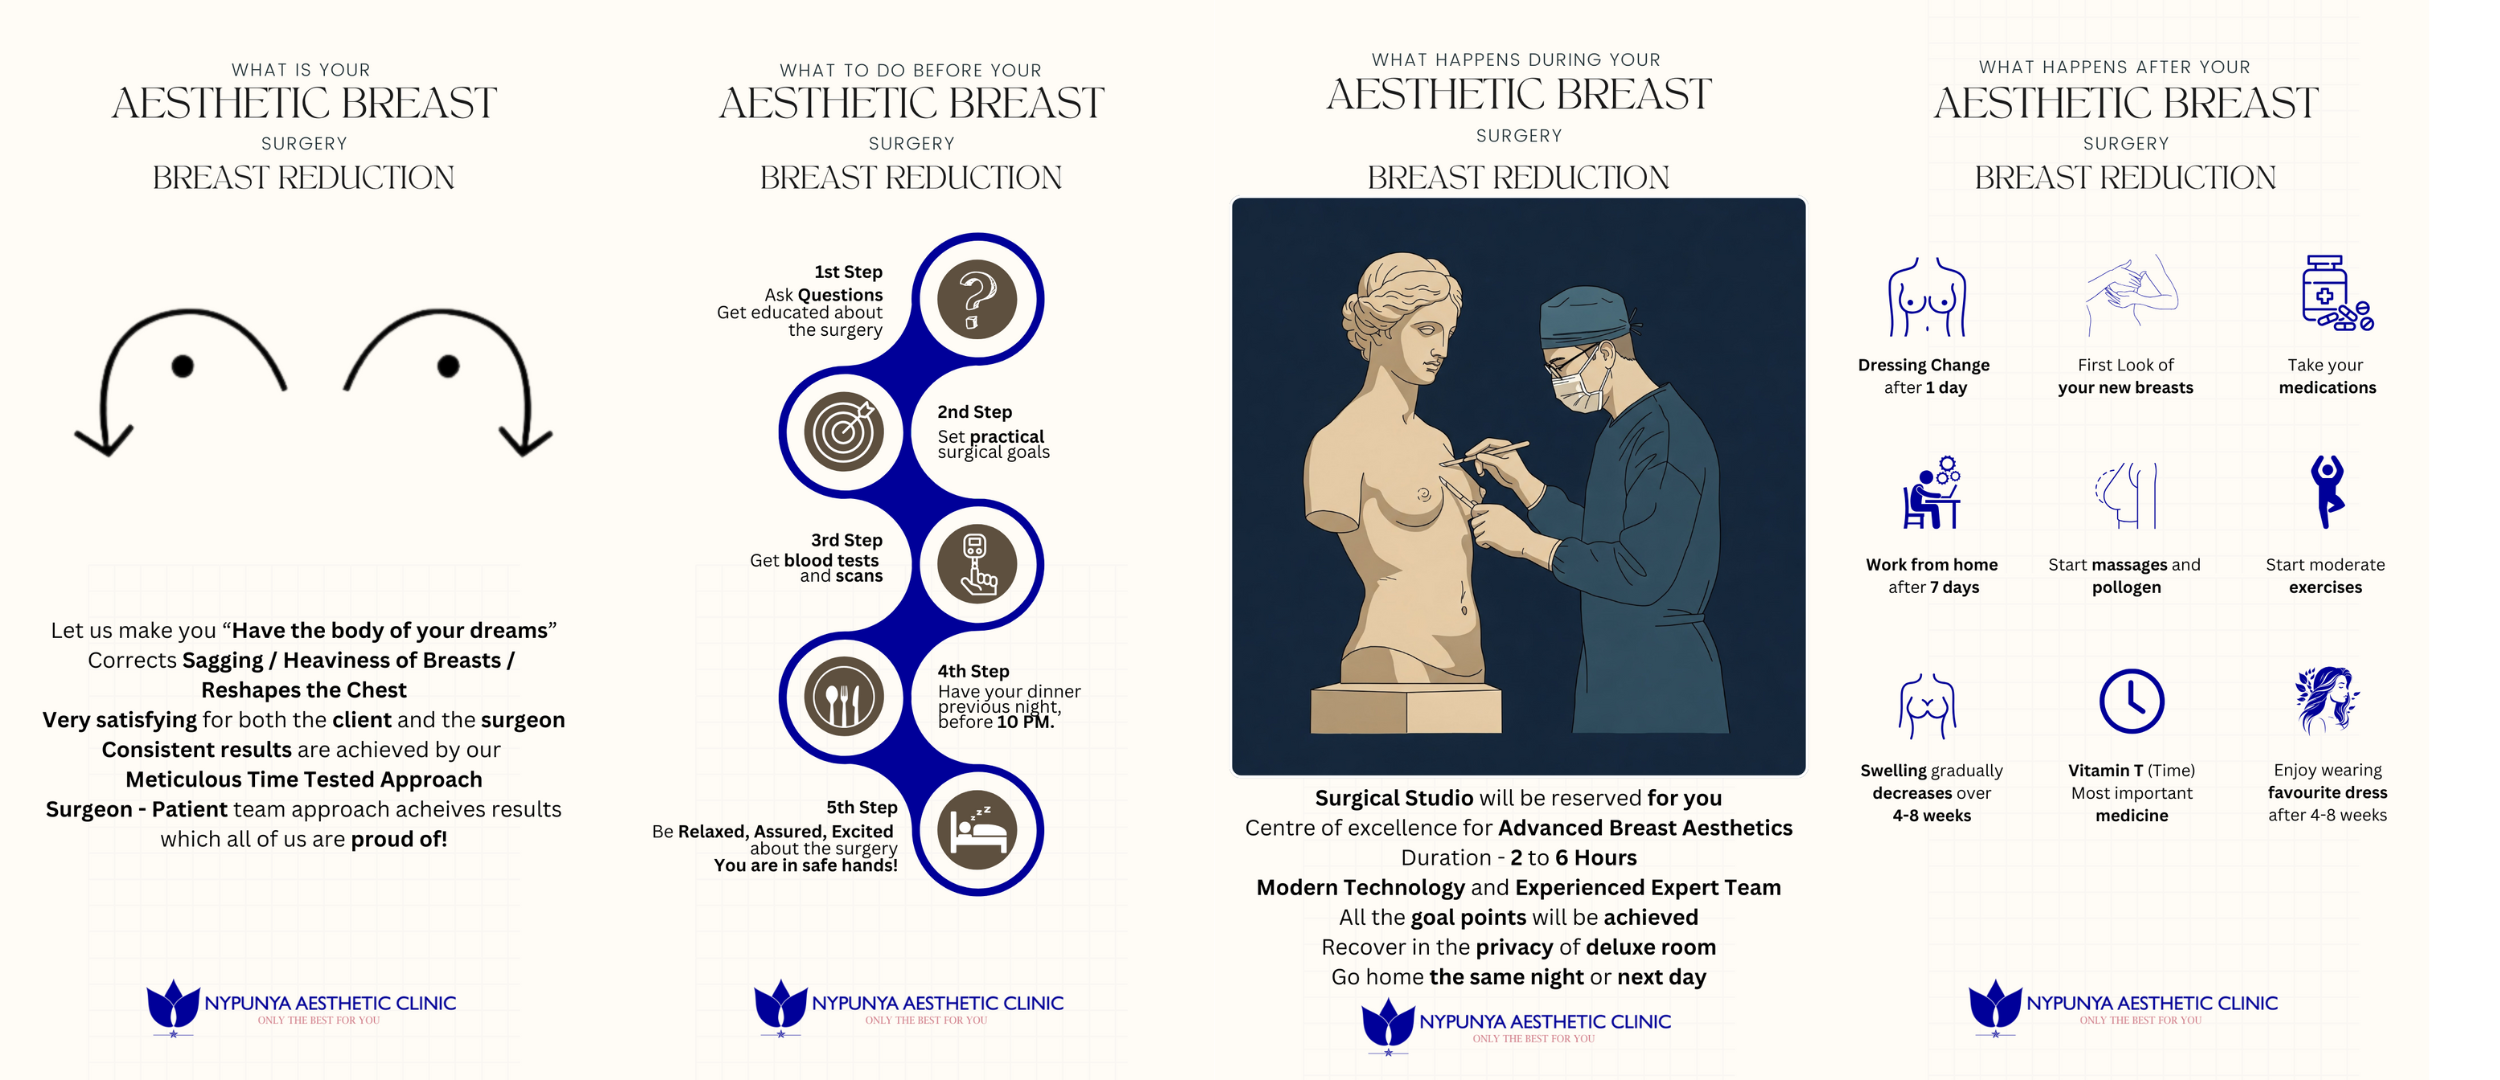 WHAT IS YOUR
AESTHETIC BREAST
SURGERY
BREAST REDUCTION
Let us make you “Have the body of your dreams”
Corrects Sagging / Heaviness of Breasts /
Reshapes the Chest
Very satisfying for both the client and the surgeon
Consistent results are achieved by our
Meticulous Time Tested Approach
Surgeon - Patient team approach acheives results
which all of us are proud of!
NYPUNYA AESTHETIC CLINIC
ONLY THE BEST FOR YOU
WHAT TO DO BEFORE YOUR
AESTHETIC BREAST
SURGERY
BREAST REDUCTION
1st Step
Ask Questions
Get educated about
the surgery
2nd Step
Set practical
surgical goals
3rd Step
Get blood tests
and scans
4th Step
Have your dinner
previous night,
before 10 PM.
5th Step
Be Relaxed, Assured, Excited
about the surgery
You are in safe hands!
NYPUNYA AESTHETIC CLINIC
ONLY THE BEST FOR YOU
WHAT HAPPENS DURING YOUR
AESTHETIC BREAST
SURGERY
BREAST REDUCTION
Surgical Studio will be reserved for you
Centre of excellence for Advanced Breast Aesthetics
Duration - 2 to 6 Hours
Modern Technology and Experienced Expert Team
All the goal points will be achieved
Recover in the privacy of deluxe room
Go home the same night or next day
NYPUNYA AESTHETIC CLINIC
ONLY THE BEST FOR YOU
WHAT HAPPENS AFTER YOUR
AESTHETIC BREAST
SURGERY
BREAST REDUCTION
Dressing Change
after 1 day
First Look of
your new breasts
Take your
medications
Work from home
after 7 days
Start massages and
pollogen
Start moderate
exercises
Swelling gradually
decreases over
4-8 weeks
Vitamin T (Time)
Most important
medicine
Enjoy wearing
favourite dress
after 4-8 weeks
NYPUNYA AESTHETIC CLINIC
ONLY THE BEST FOR YOU